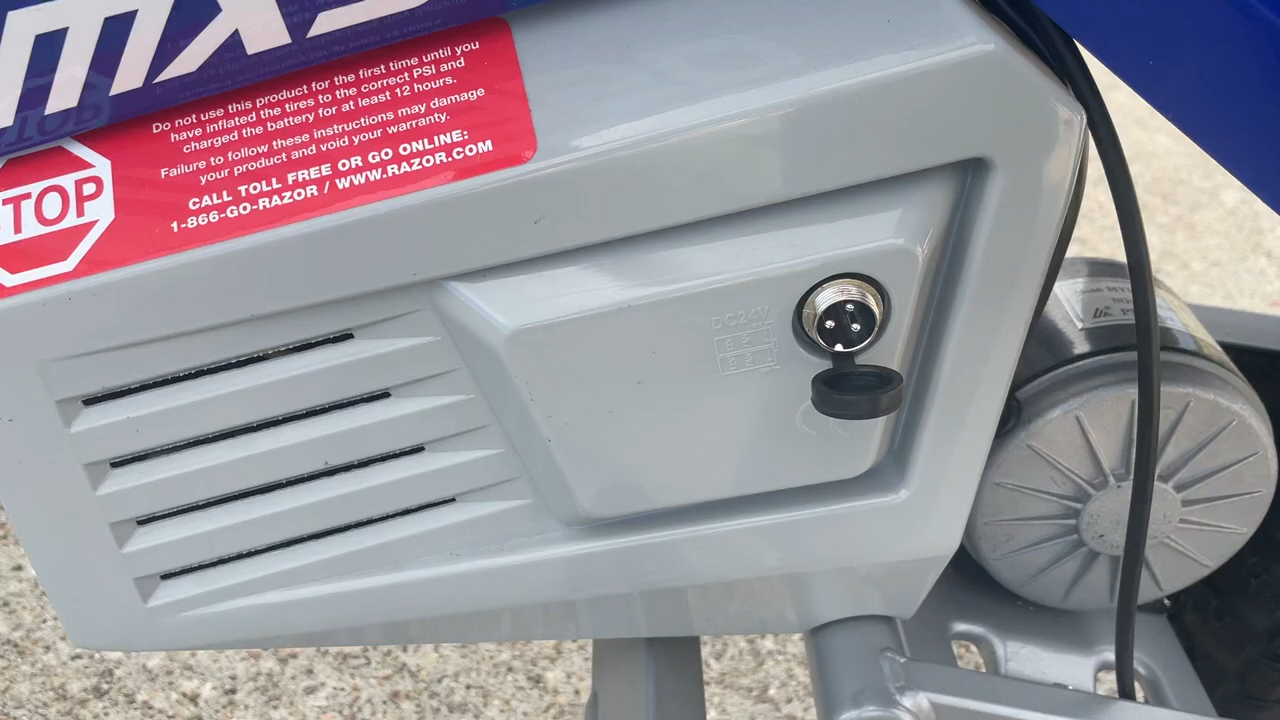 Do not use this product for the first time until you
have inflated the tires to the correct PSI and
charged the battery for at least 12 hours.
Failure to follow these instructions may damage
your product and void your warranty.
CALL TOLL FREE OR GO ONLINE:
1-866-GO-RAZOR / WWW.RAZOR.COM
STOP
DC24V